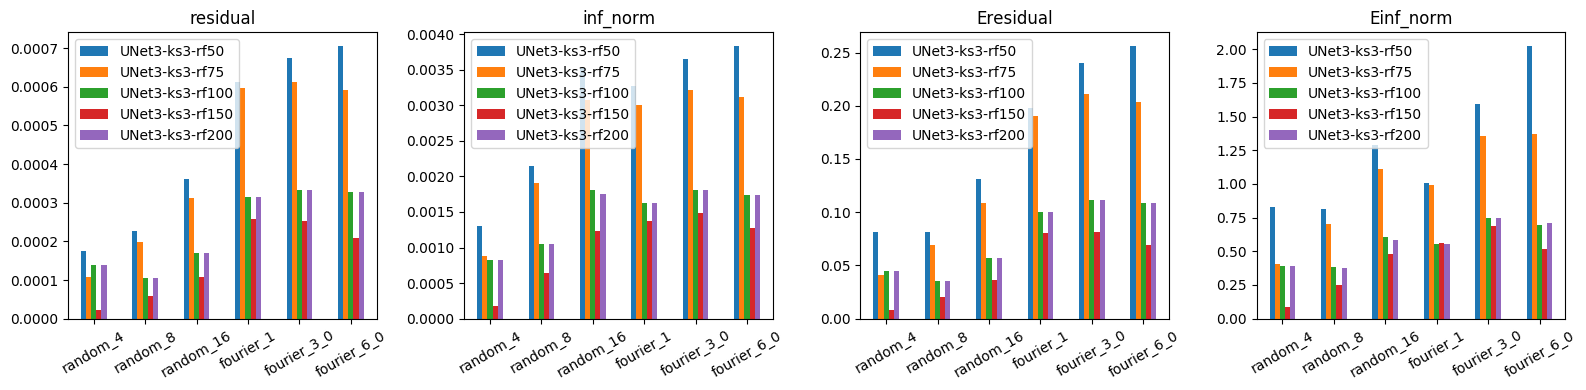 residual
0.0007
0.0006
0.0005
0.0004
0.0003
0.0002
0.0001
0.0000
UNet3-ks3-rf50
UNet3-ks3-rf75
UNet3-ks3-rf100
UNet3-ks3-rf150
UNet3-ks3-rf200
random_4
random_8
random_16
fourier_1
fourier_3_0
fourier_6_0
inf_norm
0.0040
0.0035
0.0030
0.0025
0.0020
0.0015
0.0010
0.0005
0.0000
UNet3-ks3-rf50
UNet3-ks3-rf75
UNet3-ks3-rf100
UNet3-ks3-rf150
UNet3-ks3-rf200
random_4
random_8
random_16
fourier_1
fourier_3_0
fourier_6_0
Eresidual
0.25
0.20
0.15
0.10
0.05
0.00
UNet3-ks3-rf50
UNet3-ks3-rf75
UNet3-ks3-rf100
UNet3-ks3-rf150
UNet3-ks3-rf200
random_4
random_8
random_16
fourier_1
fourier_3_0
fourier_6_0
Einf_norm
2.00
1.75
1.50
1.25
1.00
0.75
0.50
0.25
0.00
UNet3-ks3-rf50
UNet3-ks3-rf75
UNet3-ks3-rf100
UNet3-ks3-rf150
UNet3-ks3-rf200
random_4
random_8
random_16
fourier_1
fourier_3_0
fourier_6_0